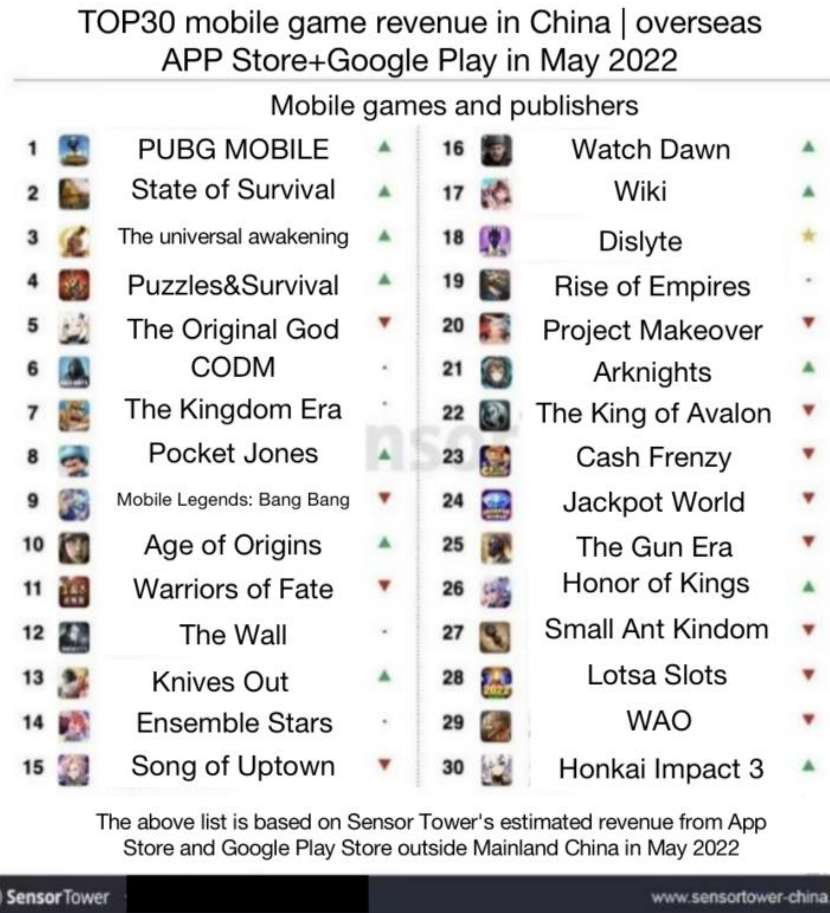 TOP30 mobile game revenue in China | overseas
APP Store+Google Play in May 2022
Mobile games and publishers
1 PUBG MOBILE
2 State of Survival
3 The universal awakening
4 Puzzles&Survival
5 The Original God
6 CODM
7 The Kingdom Era
8 Pocket Jones
9 Mobile Legends: Bang Bang
10 Age of Origins
11 Warriors of Fate
12 The Wall
13 Knives Out
14 Ensemble Stars
15 Song of Uptown
16 Watch Dawn
17 Wiki
18 Dislyte
19 Rise of Empires
20 Project Makeover
21 Arknights
22 The King of Avalon
23 Cash Frenzy
24 Jackpot World
25 The Gun Era
26 Honor of Kings
27 Small Ant Kindom
28 Lotsa Slots
29 WAO
30 Honkai Impact 3
The above list is based on Sensor Tower's estimated revenue from App
Store and Google Play Store outside Mainland China in May 2022
SensorTower
www.sensortower-china